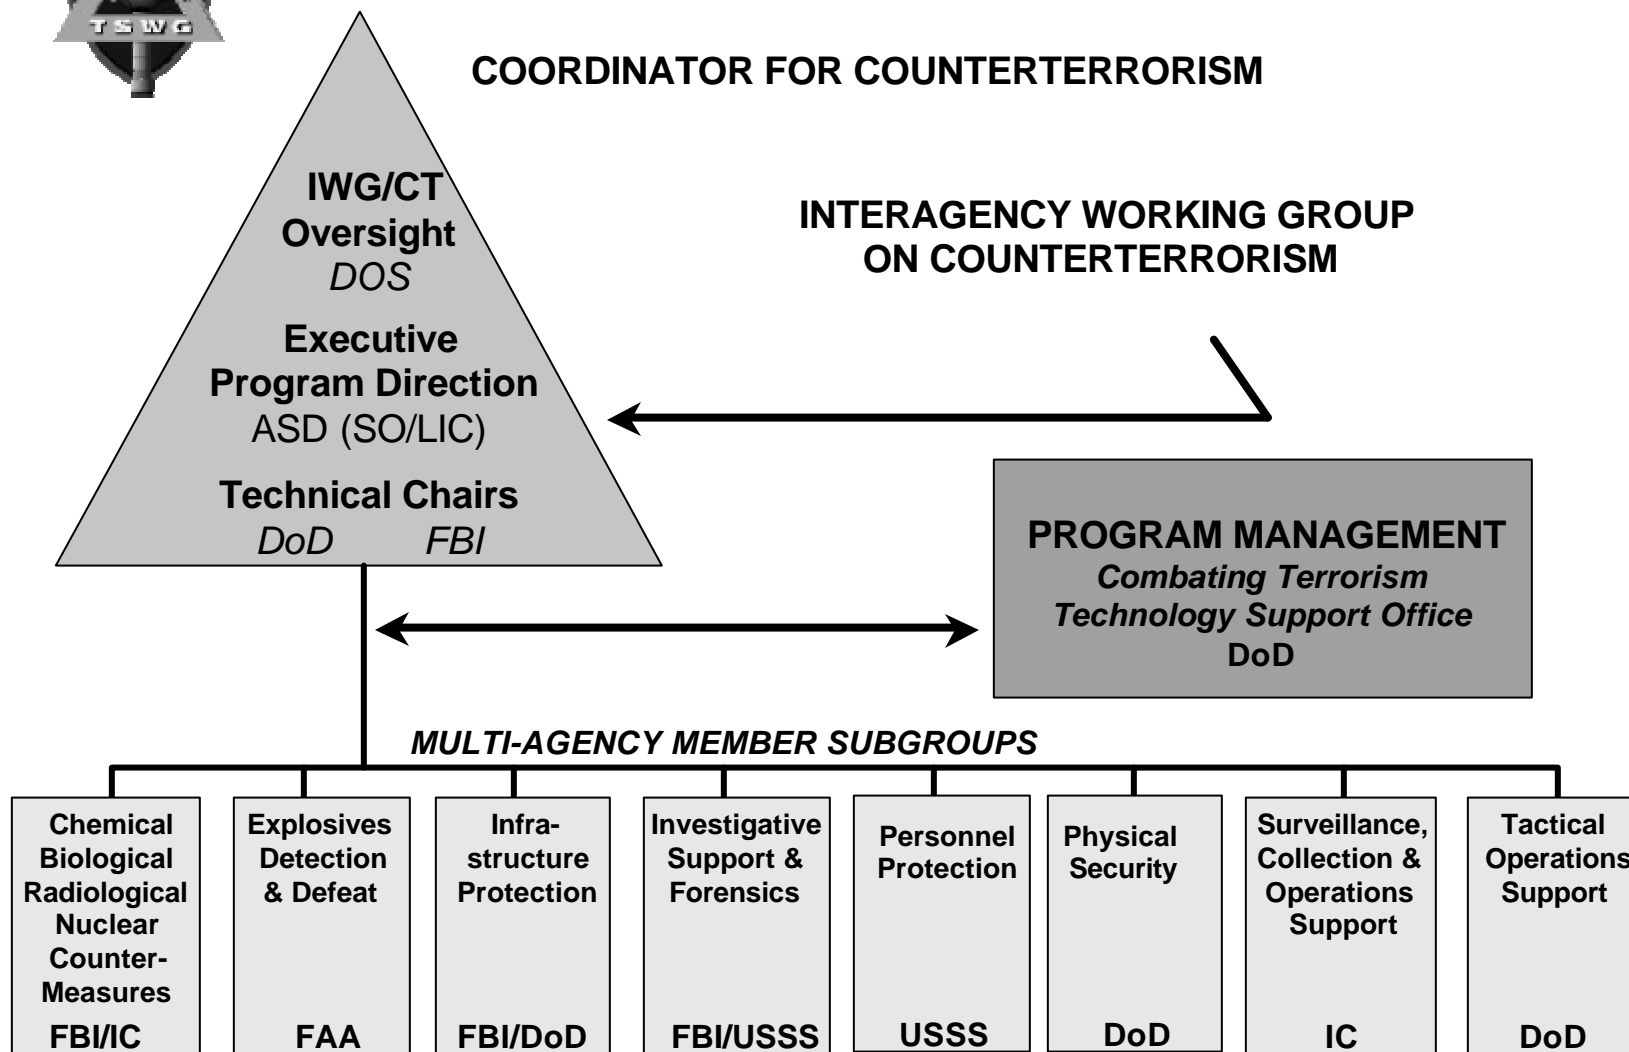 TSWG
COORDINATOR FOR COUNTERTERRORISM
IWG/CT
Oversight
DOS
INTERAGENCY WORKING GROUP
ON COUNTERTERRORISM
Executive
Program Direction
ASD (SO/LIC)
Technical Chairs
DoD FBI
PROGRAM MANAGEMENT
Combating Terrorism
Technology Support Office
DoD
MULTI-AGENCY MEMBER SUBGROUPS
Chemical
Biological
Radiological
Nuclear
Counter-
Measures
FBI/IC
Explosives
Detection
& Defeat
FAA
Infra-
structure
Protection
FBI/DoD
Investigative
Support &
Forensics
FBI/USSS
Personnel
Protection
USSS
Physical
Security
DoD
Surveillance,
Collection &
Operations
Support
IC
Tactical
Operations
Support
DoD